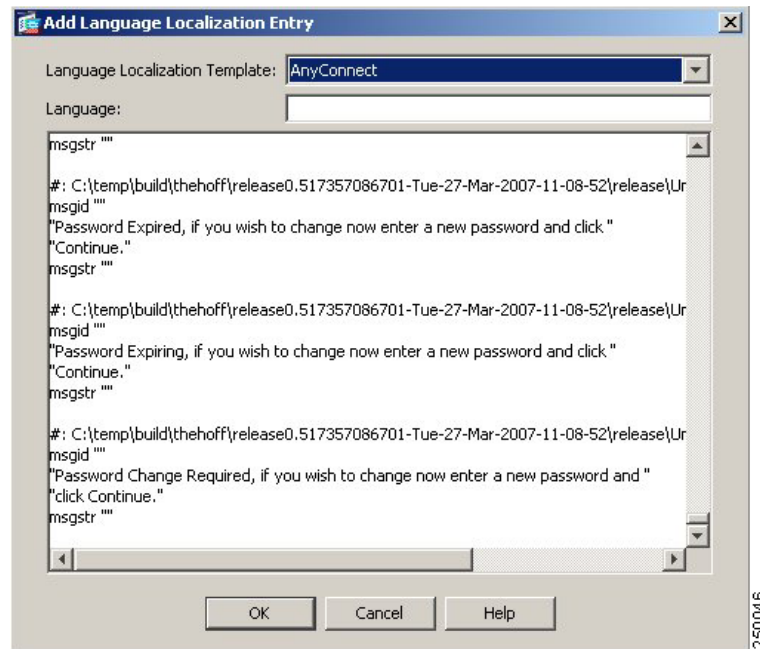 Add Language Localization Entry
Language Localization Template: AnyConnect
Language:
msgstr ""
#: C:\temp\build\thehoff\release0.517357086701-Tue-27-Mar-2007-11-08-52\release\Ur
msgid ""
"Password Expired, if you wish to change now enter a new password and click "
"Continue."
msgstr ""
#: C:\temp\build\thehoff\release0.517357086701-Tue-27-Mar-2007-11-08-52\release\Ur
msgid ""
"Password Expiring, if you wish to change now enter a new password and click "
"Continue."
msgstr ""
#: C:\temp\build\thehoff\release0.517357086701-Tue-27-Mar-2007-11-08-52\release\Ur
msgid ""
"Password Change Required, if you wish to change now enter a new password and "
"click Continue."
msgstr ""
OK Cancel Help
250046